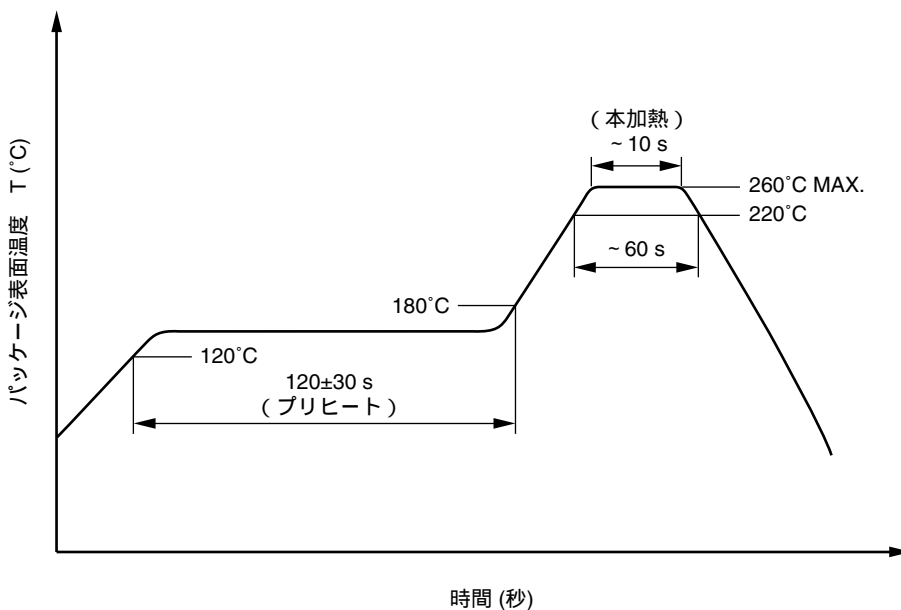 （本加熱）
~ 10 s
260˚C MAX.
220˚C
~ 60 s
180˚C
120˚C
120±30 s
（プリヒート）
パッケージ表面温度 T (˚C)
時間 (秒)